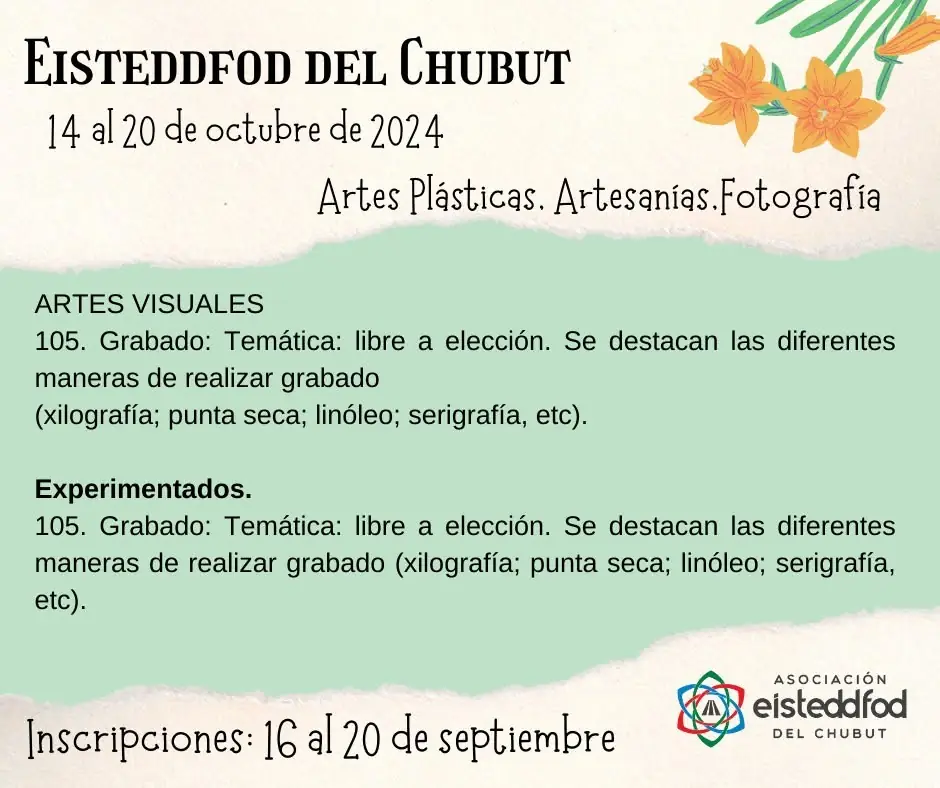 Eisteddfod del Chubut
14 al 20 de octubre de 2024
Artes Plásticas. Artesanías.Fotografía
ARTES VISUALES
105. Grabado: Temática: libre a elección. Se destacan las diferentes
maneras de realizar grabado
(xilografía; punta seca; linóleo; serigrafía, etc).
Experimentados.
105. Grabado: Temática: libre a elección. Se destacan las diferentes
maneras de realizar grabado (xilografía; punta seca; linóleo; serigrafía,
etc).
Inscripciones: 16 al 20 de septiembre
ASOCIACIÓN
eisteddfod
DEL CHUBUT